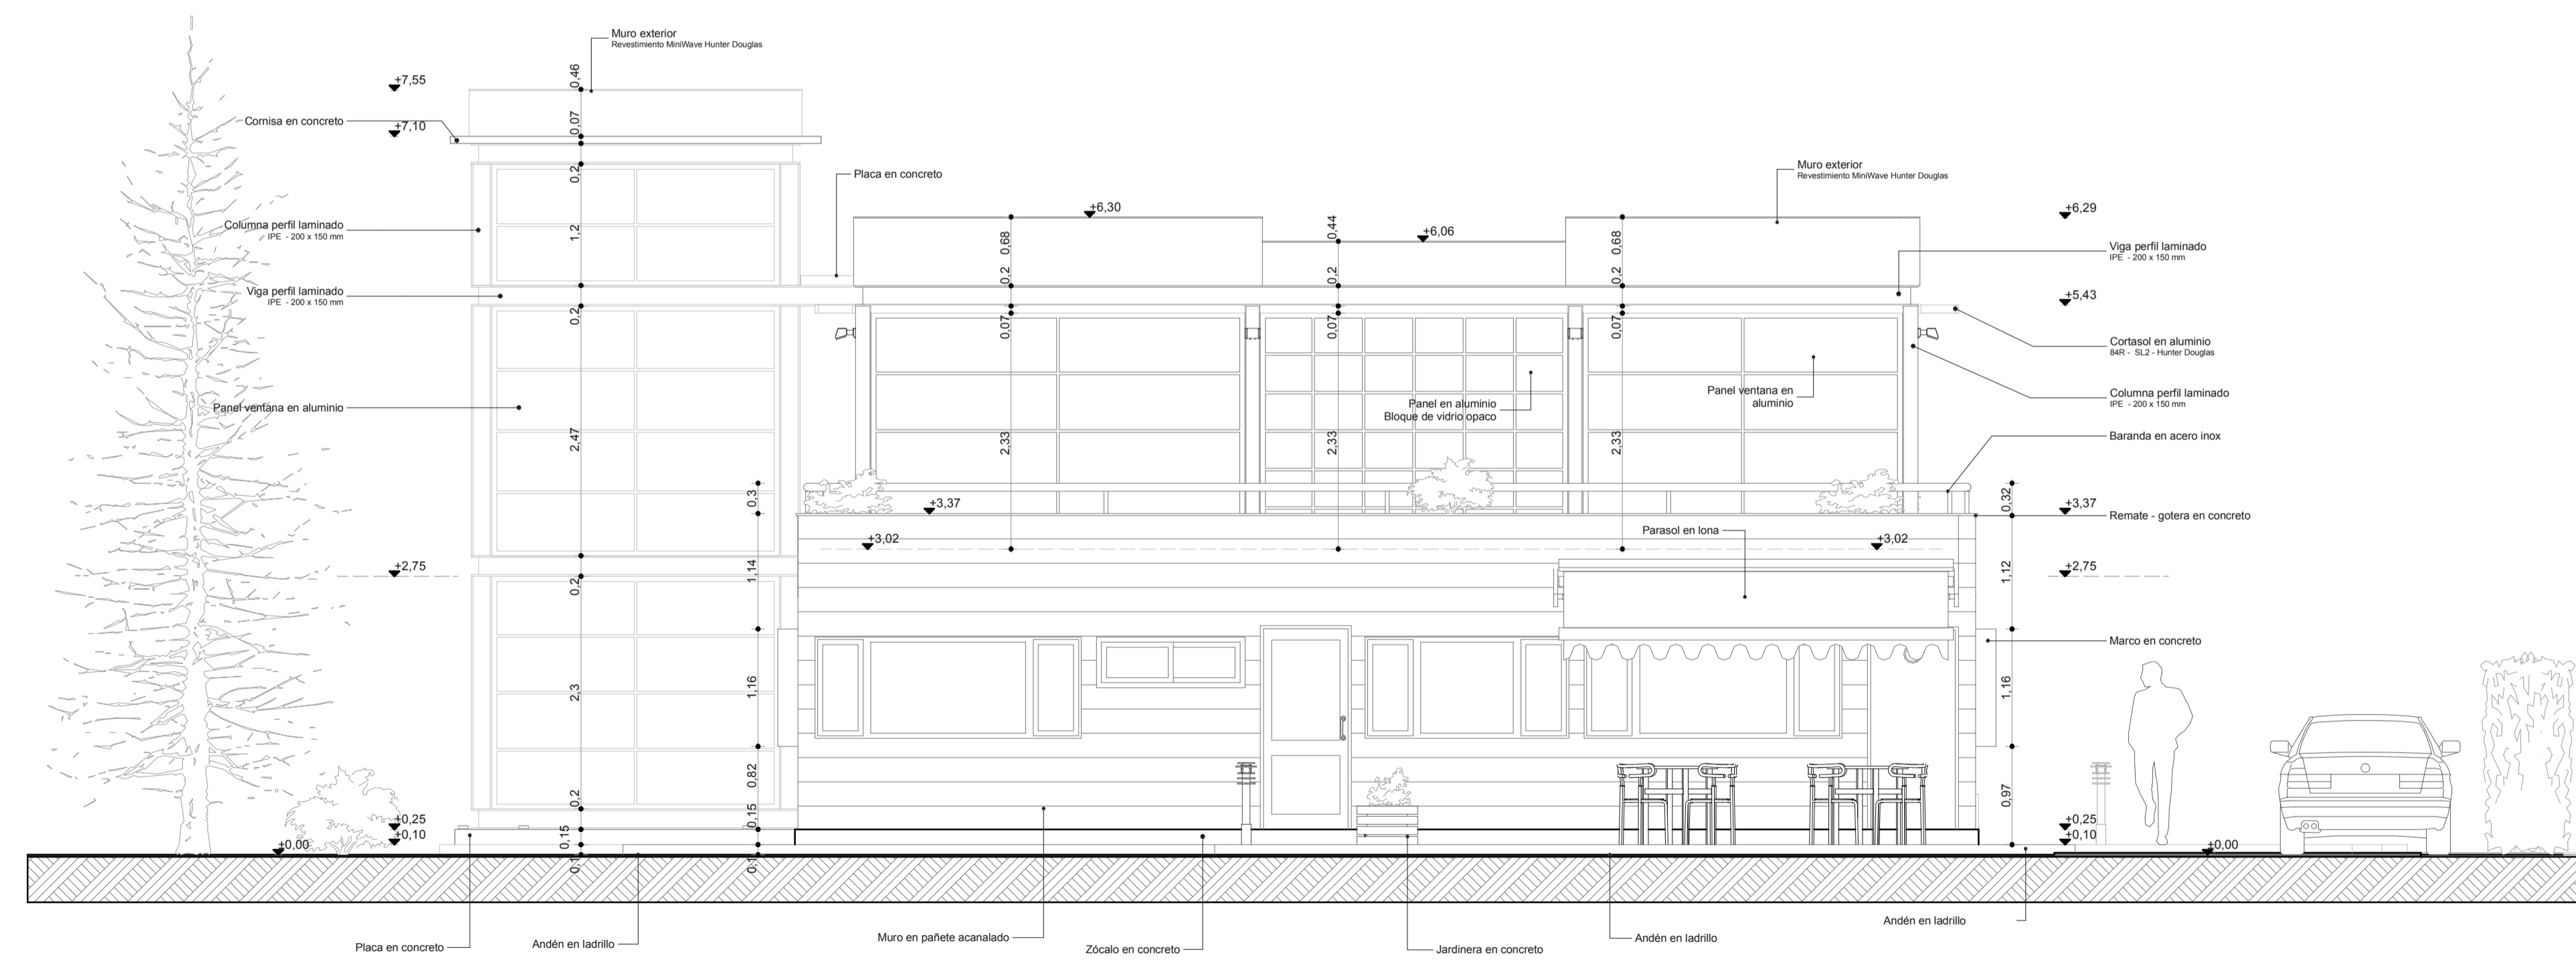 Muro exterior
Revestimiento MiniWave Hunter Douglas
+7,55
0,46
Cornisa en concreto
+7,10
0,07
0,2
Placa en concreto
Muro exterior
Revestimiento MiniWave Hunter Douglas
Columna perfil laminado
IPE - 200 x 150 mm
1,2
+6,30
0,68
0,44
+6,06
0,68
+6,29
Viga perfil laminado
IPE - 200 x 150 mm
0,2
0,2
0,2
Viga perfil laminado
IPE - 200 x 150 mm
+5,43
0,2
0,07
0,07
0,07
Cortasol en aluminio
84R - SL2 - Hunter Douglas
Panel ventana en aluminio
Panel en aluminio
Bloque de vidrio opaco
Panel ventana en
aluminio
Columna perfil laminado
IPE - 200 x 150 mm
2,47
2,33
2,33
2,33
Baranda en acero inox
0,3
+3,37
0,32
+3,37
Remate - gotera en concreto
+3,02
Parasol en lona
+3,02
+2,75
1,14
1,12
+2,75
0,2
Marco en concreto
2,3
1,16
1,16
0,82
0,2
0,97
0,15
+0,25
+0,10
+0,00
0,15
0,1
0,1
+0,25
+0,10
+0,00
Placa en concreto
Andén en ladrillo
Muro en pañete acanalado
Zócalo en concreto
Jardinera en concreto
Andén en ladrillo
Andén en ladrillo